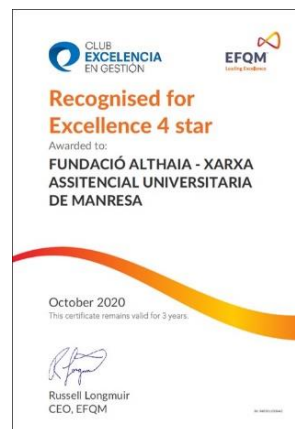 CLUB
EXCELENCIA
EN GESTIÓN
EFQM
Leading Excellence
Recognised for
Excellence 4 star
Awarded to:
FUNDACIÓ ALTHAIA - XARXA
ASSITENCIAL UNIVERSITARIA
DE MANRESA
October 2020
This certificate remains valid for 3 years.
Russell Longmuir
CEO, EFQM